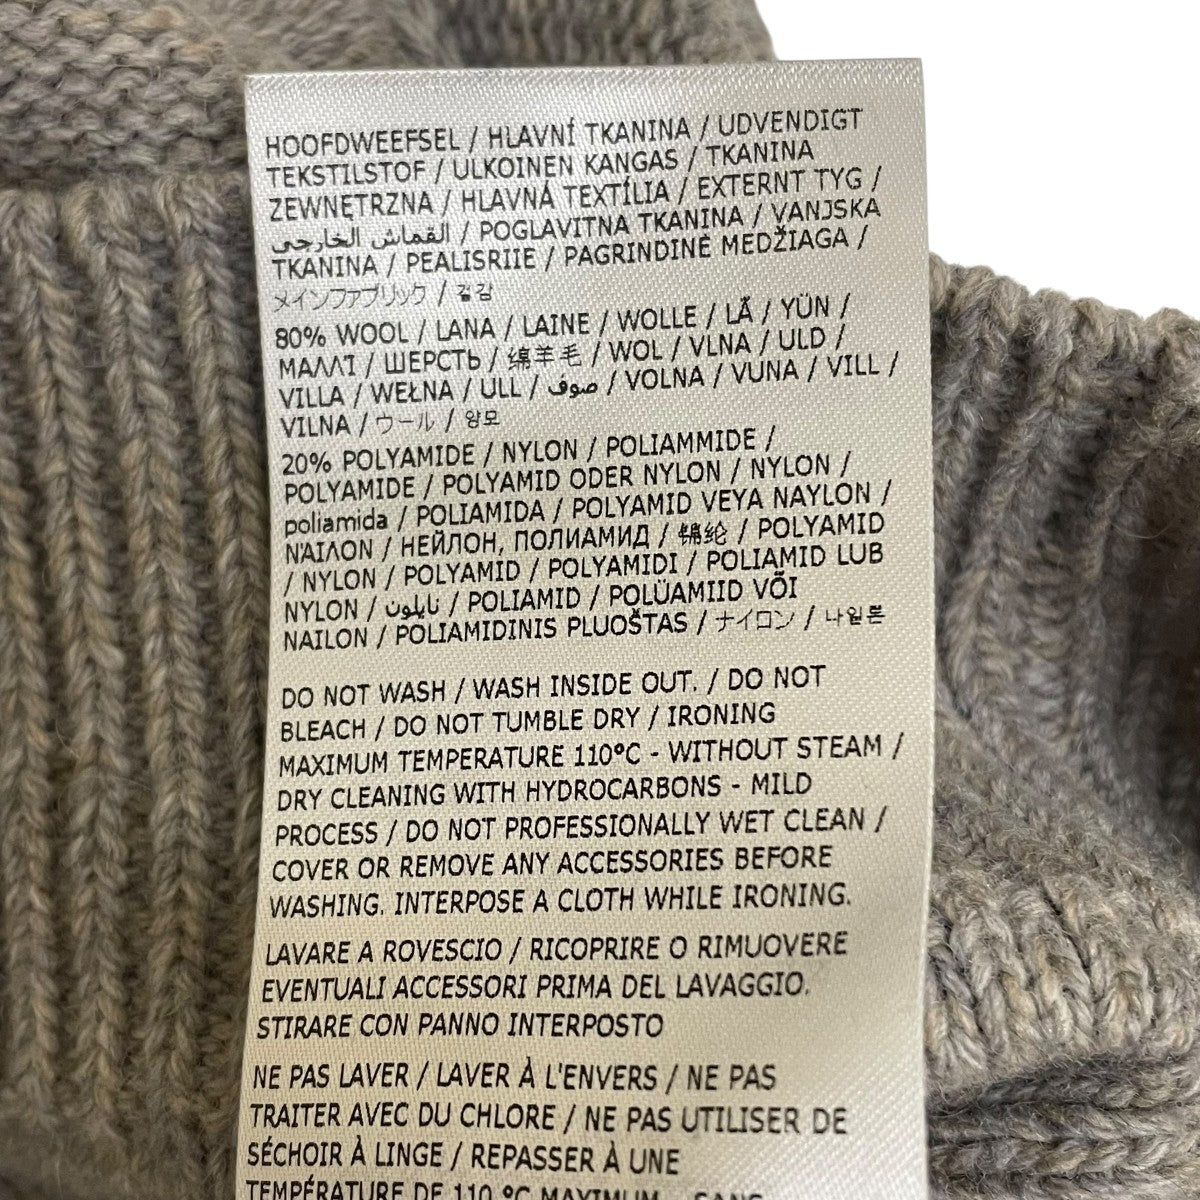 HOOFDWEEFSEL / HLAVNÍ TKANINA / UDVENDIGT
TEKSTILSTOF / ULKOINEN KANGAS / TKANINA
ZEWNĘTRZNA / HLAVNÁ TEXTÍLIA / EXTERNT TYG /
القماش الخارجي / POGLAVITNA TKANINA / VANJSKA
TKANINA / PEALISRIIE / PAGRINDINĖ MEDŽIAGA /
メインファブリック / 겉감
80% WOOL / LANA / LAINE / WOLLE / LÃ / YÜN /
ΜΑΛΛΊ / ШЕРСТЬ / 绵羊毛 / WOL / VLNA / ULD /
VILLA / WEŁNA / ULL / صوف / VOLNA / VUNA / VILL /
VILNA / ウール / 양모
20% POLYAMIDE / NYLON / POLIAMMIDE /
POLYAMIDE / POLYAMID ODER NYLON / NYLON /
poliamida / POLIAMIDA / POLYAMID VEYA NAYLON /
ΝΆΙΛΟΝ / НЕЙЛОН, ПОЛИАМИД / 锦纶 / POLYAMID
/ NYLON / POLYAMID / POLYAMIDI / POLIAMID LUB
NYLON / نايلون / POLIAMID / POLÜAMIID VÕI
NAILON / POLIAMIDINIS PLUOŠTAS / ナイロン / 나일론
DO NOT WASH / WASH INSIDE OUT. / DO NOT
BLEACH / DO NOT TUMBLE DRY / IRONING
MAXIMUM TEMPERATURE 110ºC - WITHOUT STEAM /
DRY CLEANING WITH HYDROCARBONS - MILD
PROCESS / DO NOT PROFESSIONALLY WET CLEAN /
COVER OR REMOVE ANY ACCESSORIES BEFORE
WASHING. INTERPOSE A CLOTH WHILE IRONING.
LAVARE A ROVESCIO / RICOPRIRE O RIMUOVERE
EVENTUALI ACCESSORI PRIMA DEL LAVAGGIO.
STIRARE CON PANNO INTERPOSTO
NE PAS LAVER / LAVER À L'ENVERS / NE PAS
TRAITER AVEC DU CHLORE / NE PAS UTILISER DE
SÉCHOIR À LINGE / REPASSER À UNE
TEMPÉRATURE DE 110 ºC MAXIMUM - SANS